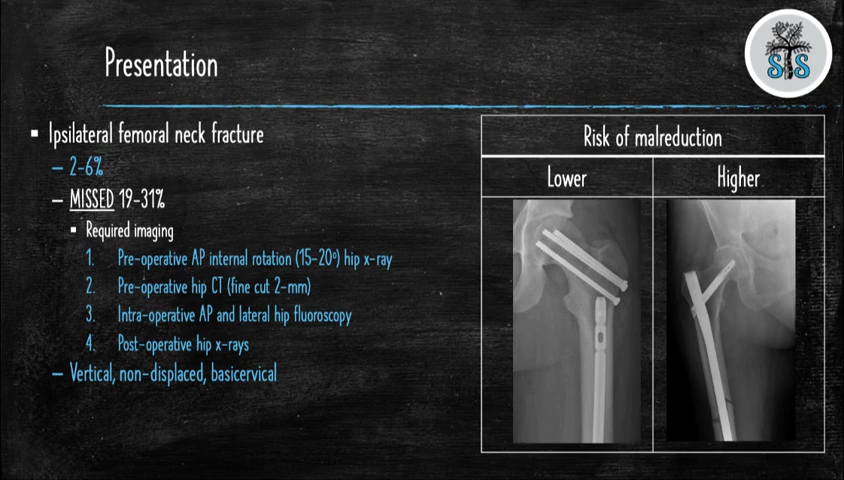 Presentation
STS
▪ Ipsilateral femoral neck fracture
– 2-6%
– MISSED 19-31%
▪ Required imaging
1. Pre-operative AP internal rotation (15-20°) hip x-ray
2. Pre-operative hip CT (fine cut 2-mm)
3. Intra-operative AP and lateral hip fluoroscopy
4. Post-operative hip x-rays
– Vertical, non-displaced, basicervical
Risk of malreduction
Lower
Higher